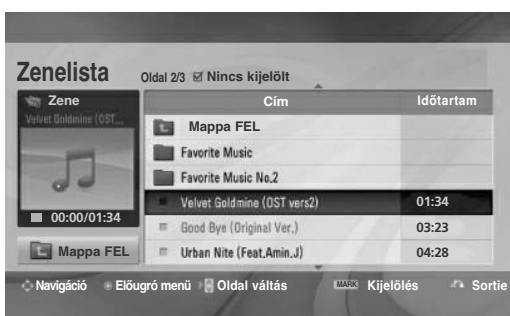 Zenelista Oldal 2/3 Nincs kijelölt
Zene
Velvet Goldmine (OST...
00:00/01:34
Mappa FEL
Cím Időtartam
Mappa FEL
Favorite Music
Favorite Music No.2
Velvet Goldmine (OST vers2) 01:34
Good Bye (Original Ver.) 03:23
Urban Nite (Feat.Amin.J) 04:28
Navigáció Előugró menü Oldal váltás MARK Kijelölés Sortie